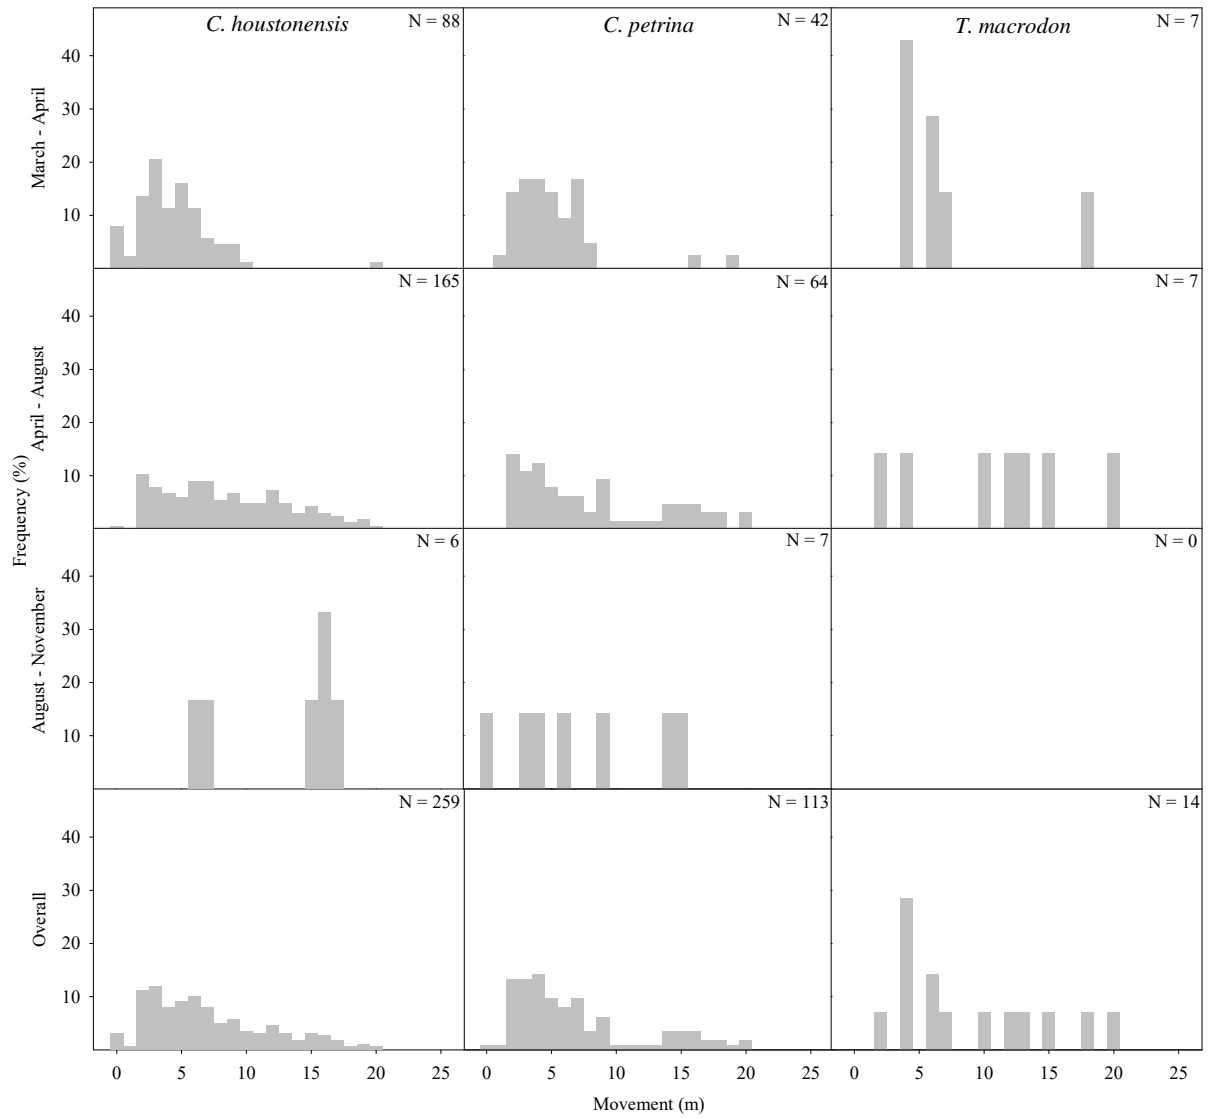 C. houstonensis N = 88 C. petrina N = 42 T. macrodon N = 7
40
30
20
10
March - April
N = 165 N = 64 N = 7
40
30
20
10
April - August
Frequency (%)
N = 6 N = 7 N = 0
40
30
20
10
August - November
N = 259 N = 113 N = 14
40
30
20
10
Overall
0 5 10 15 20 25 0 5 10 15 20 25 0 5 10 15 20 25
Movement (m)